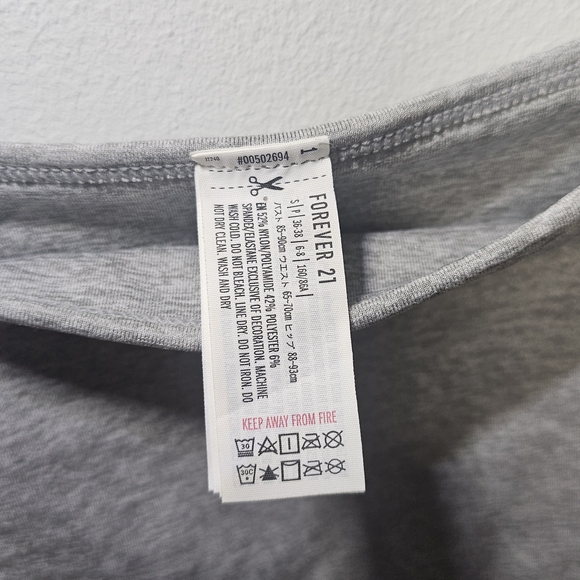 #00502694
1
FOREVER 21
S | P | 36-38 | 6-8 | 160/86A |
バスト 85-90cm ウエスト 65-70cm ヒップ 88-93cm
*EN 52% NYLON/POLYAMIDE 42% POLYESTER 6%
SPANDEX/ELASTANE EXCLUSIVE OF DECORATION. MACHINE
WASH COLD. DO NOT BLEACH. LINE DRY. DO NOT IRON. DO
NOT DRY CLEAN. WASH AND DRY
KEEP AWAY FROM FIRE
30
30C